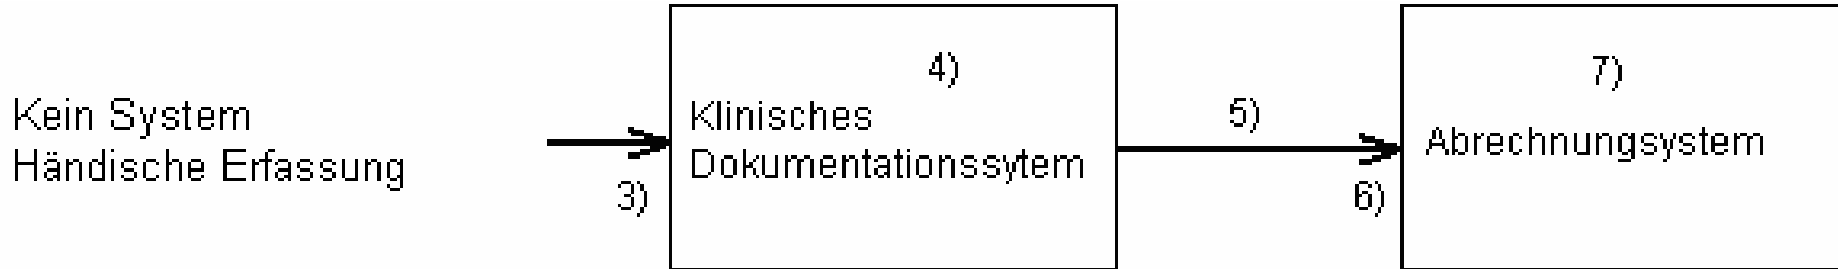 Kein System
Händische Erfassung
3)
4)
Klinisches
Dokumentationssytem
5)
6)
7)
Abrechnungsystem